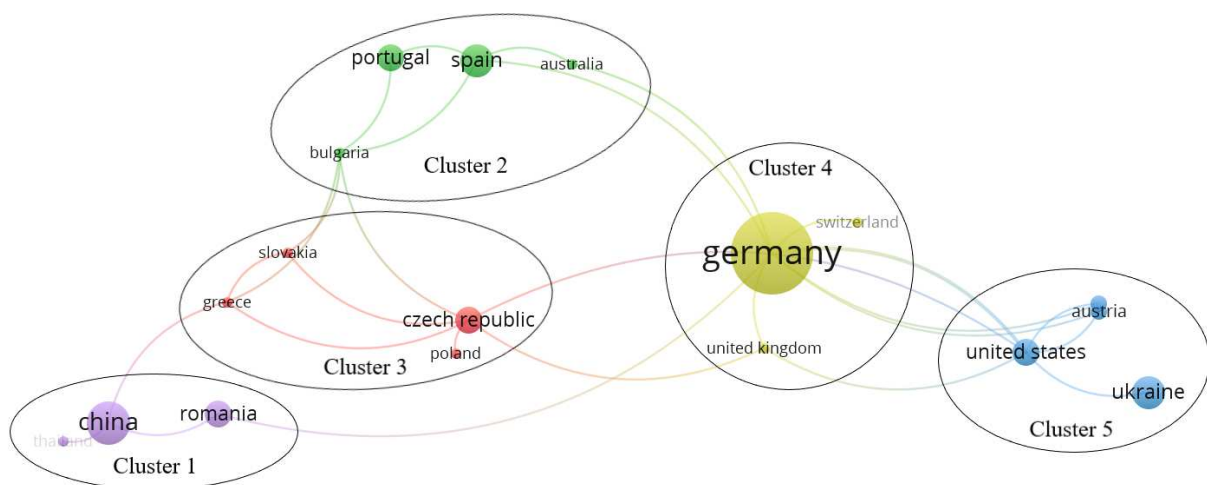 portugal
spain
australia
bulgaria
Cluster 2
Cluster 4
switzerland
germany
united kingdom
slovakia
greece
czech republic
poland
Cluster 3
austria
united states
ukraine
Cluster 5
china
romania
thailand
Cluster 1